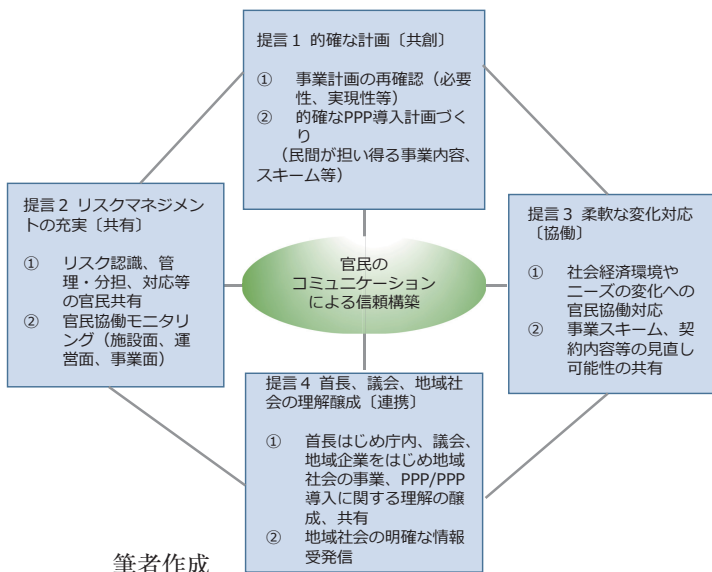 提言１ 的確な計画〔共創〕
① 事業計画の再確認（必要
性、実現性等）
② 的確なPPP導入計画づく
り
（民間が担い得る事業内容、
スキーム等）
提言２ リスクマネジメン
トの充実〔共有〕
① リスク認識、管
理・分担、対応等
の官民共有
② 官民協働モニタリ
ング（施設面、運
営面、事業面）
官民の
コミュニケーション
による信頼構築
提言３ 柔軟な変化対応
〔協働〕
① 社会経済環境や
ニーズの変化への
官民協働対応
② 事業スキーム、契
約内容等の見直し
可能性の共有
提言４ 首長、議会、地域社
会の理解醸成〔連携〕
① 首長はじめ庁内、議会、
地域企業をはじめ地域
社会の事業、PPP/PPP
導入に関する理解の醸
成、共有
② 地域社会の明確な情報
受発信
筆者作成